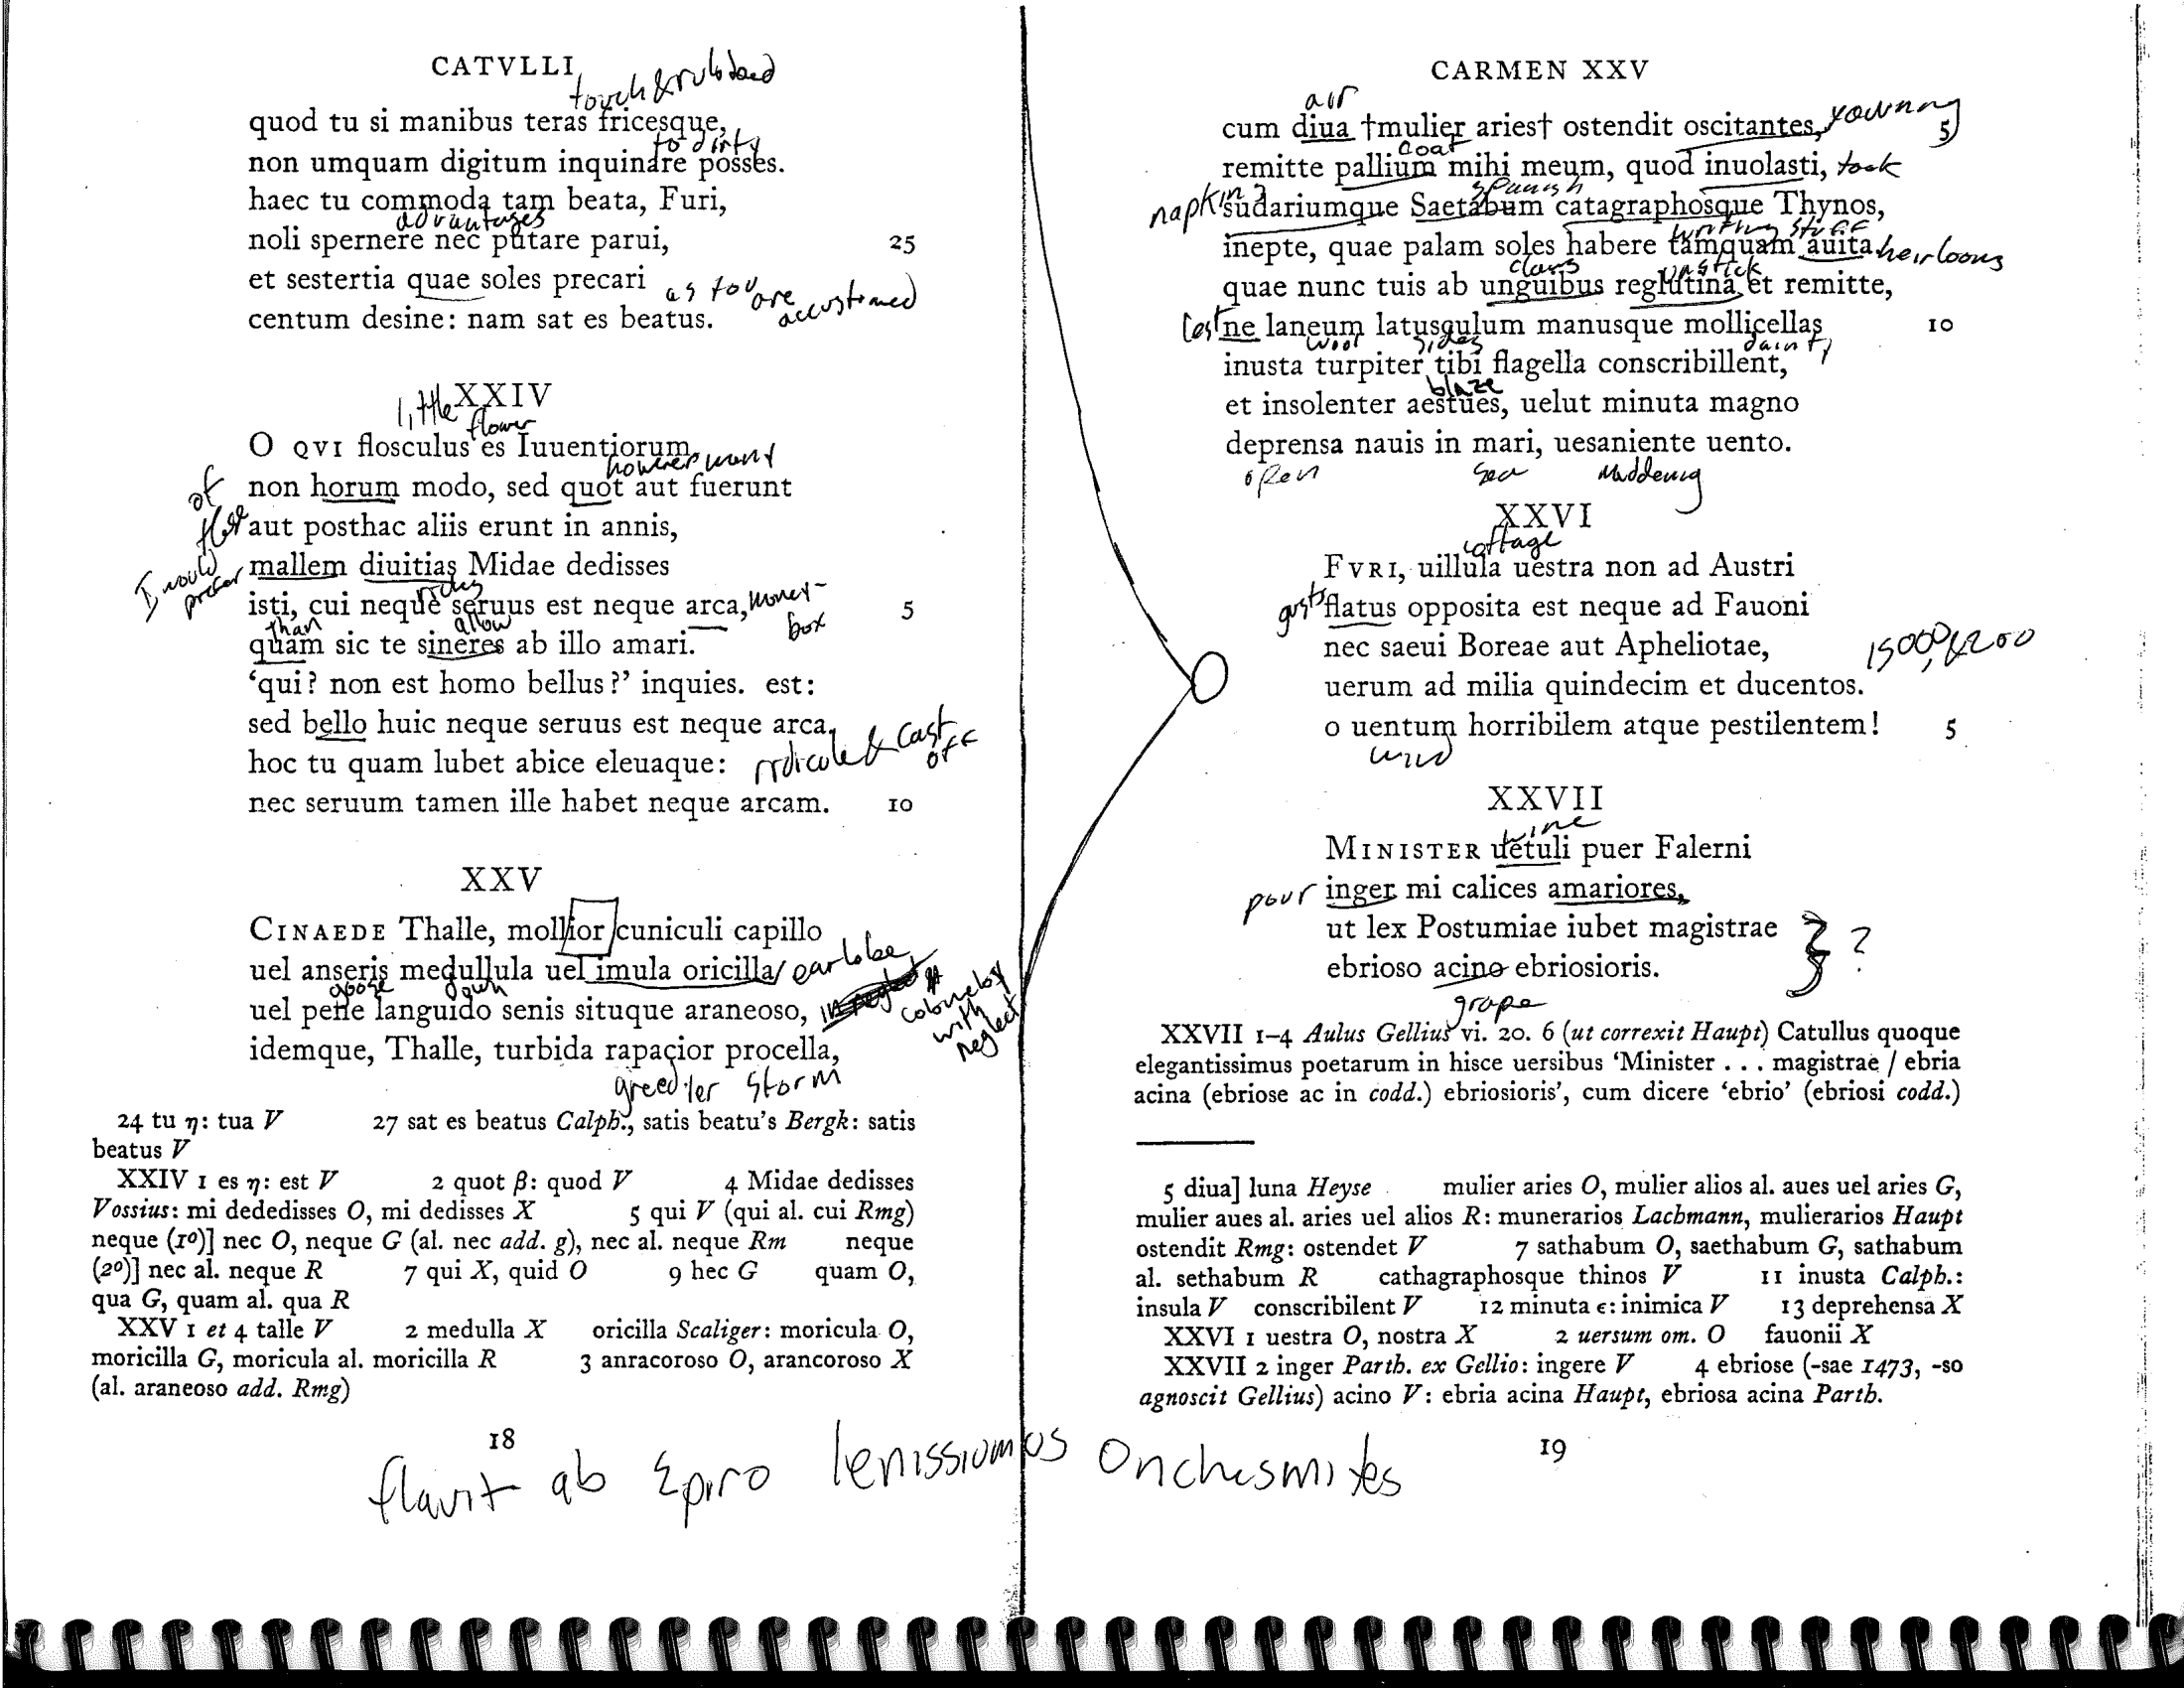 CATVLLI
touch & rubbed
quod tu si manibus teras fricesque,
to dirty
non umquam digitum inquinare posses.
haec tu commoda tam beata, Furi,
advantages
noli spernere nec putare parui, 25
et sestertia quae soles precari
as you are accustomed
centum desine: nam sat es beatus.
XXIV
little flower
O QVI flosculus es Iuuentiorum,
however many
of these
non horum modo, sed quot aut fuerunt
aut posthac aliis erunt in annis,
I would prefer
mallem diuitias Midae dedisses
isti, cui neque seruus est neque arca, 5
money-box
than allow
quam sic te sineres ab illo amari.
‘qui? non est homo bellus?’ inquies. est:
sed bello huic neque seruus est neque arca.
hoc tu quam lubet abice eleuaque:
ridicule & cast off
nec seruum tamen ille habet neque arcam. 10
XXV
CINAEDE Thalle, mollior cuniculi capillo
uel anseris medullula uel imula oricilla
earlobe
goose down
uel pene languido senis situque araneoso,
with neglect
idemque, Thalle, turbida rapacior procella,
greedier storm
24 tu η: tua V 27 sat es beatus Calph., satis beatu's Bergk: satis
beatus V
XXIV 1 es η: est V 2 quot β: quod V 4 Midae dedisses
Vossius: mi dededisses O, mi dedisses X 5 qui V (qui al. cui Rmg)
neque (1º)] nec O, neque G (al. nec add. g), nec al. neque Rm neque
(2º)] nec al. neque R 7 qui X, quid O 9 hec G quam O,
qua G, quam al. qua R
XXV 1 et 4 talle V 2 medulla X oricilla Scaliger: moricula O,
moricilla G, moricula al. moricilla R 3 anracoroso O, arancoroso X
(al. araneoso add. Rmg)
18
CARMEN XXV
air
cum diua †mulier aries† ostendit oscitantes, 5
yawning
coat
remitte pallium mihi meum, quod inuolasti,
took
napkin spanish
sudariumque Saetabum catagraphosque Thynos,
writing stuff
inepte, quae palam soles habere tamquam auita.
heirlooms
claws unstick
quae nunc tuis ab unguibus reglutina et remitte,
lest
ne laneum latusculum manusque mollicellas 10
wool sides dainty
inusta turpiter tibi flagella conscribillent,
blaze
et insolenter aestues, uelut minuta magno
deprensa nauis in mari, uesaniente uento.
open sea Maddening
XXVI
cottage
FVRI, uillula uestra non ad Austri
gusts
flatus opposita est neque ad Fauoni
nec saeui Boreae aut Apheliotae,
15000 & 200
uerum ad milia quindecim et ducentos.
o uentum horribilem atque pestilentem! 5
wind
XXVII
wine
MINISTER uetuli puer Falerni
pour
inger mi calices amariores,
ut lex Postumiae iubet magistrae
?
ebrioso acino ebriosioris.
grape
XXVII 1–4 Aulus Gellius vi. 20. 6 (ut correxit Haupt) Catullus quoque
elegantissimus poetarum in hisce uersibus ‘Minister . . . magistrae / ebria
acina (ebriose ac in codd.) ebriosioris’, cum dicere ‘ebrio’ (ebriosi codd.)
5 diua] luna Heyse mulier aries O, mulier alios al. aues uel aries G,
mulier aues al. aries uel alios R: munerarios Lachmann, mulierarios Haupt
ostendit Rmg: ostendet V 7 sathabum O, saethabum G, sathabum
al. sethabum R cathagraphosque thinos V 11 inusta Calph.:
insula V conscribilent V 12 minuta ϵ: inimica V 13 deprehensa X
XXVI 1 uestra O, nostra X 2 uersum om. O fauonii X
XXVII 2 inger Parth. ex Gellio: ingere V 4 ebriose (-sae 1473, -so
agnoscit Gellius) acino V: ebria acina Haupt, ebriosa acina Parth.
19
flavit ab Epiro lenissiumus Onchesmites